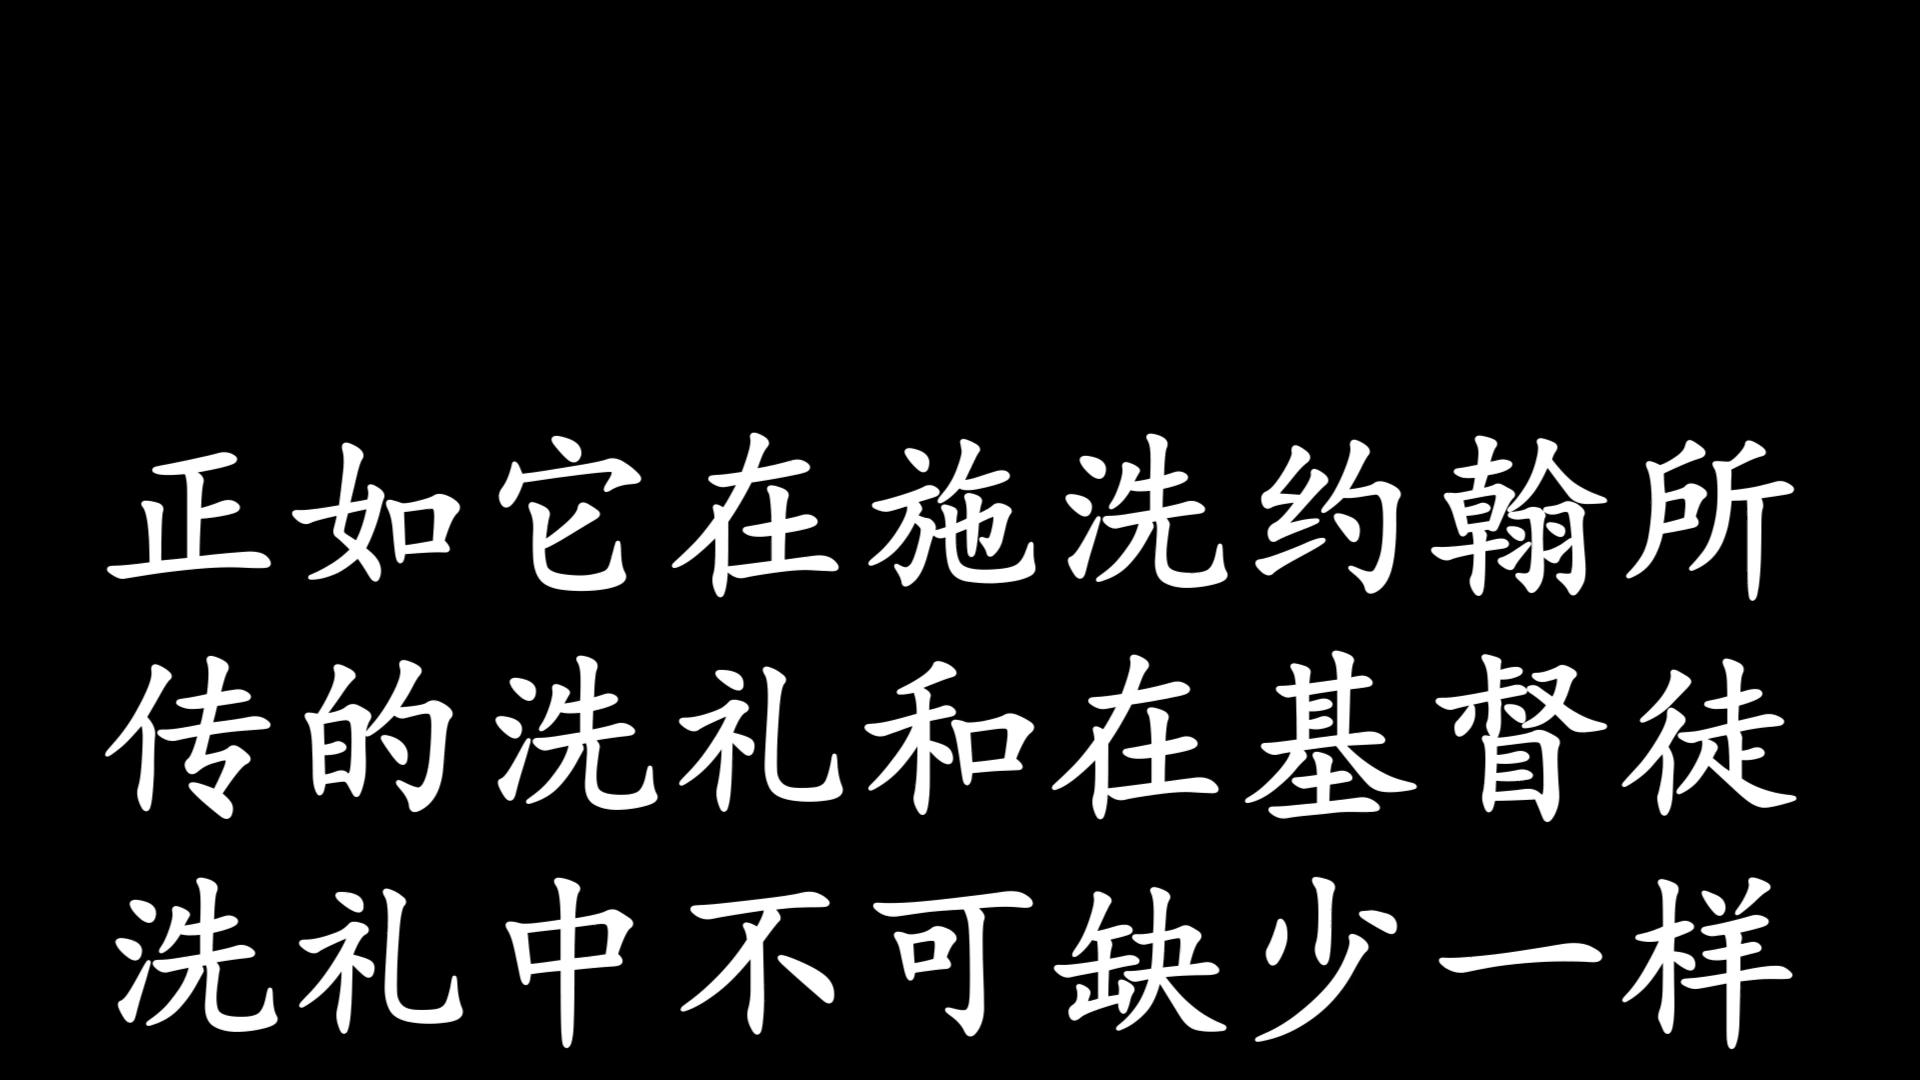 正如它在施洗约翰所
传的洗礼和在基督徒
洗礼中不可缺少一样